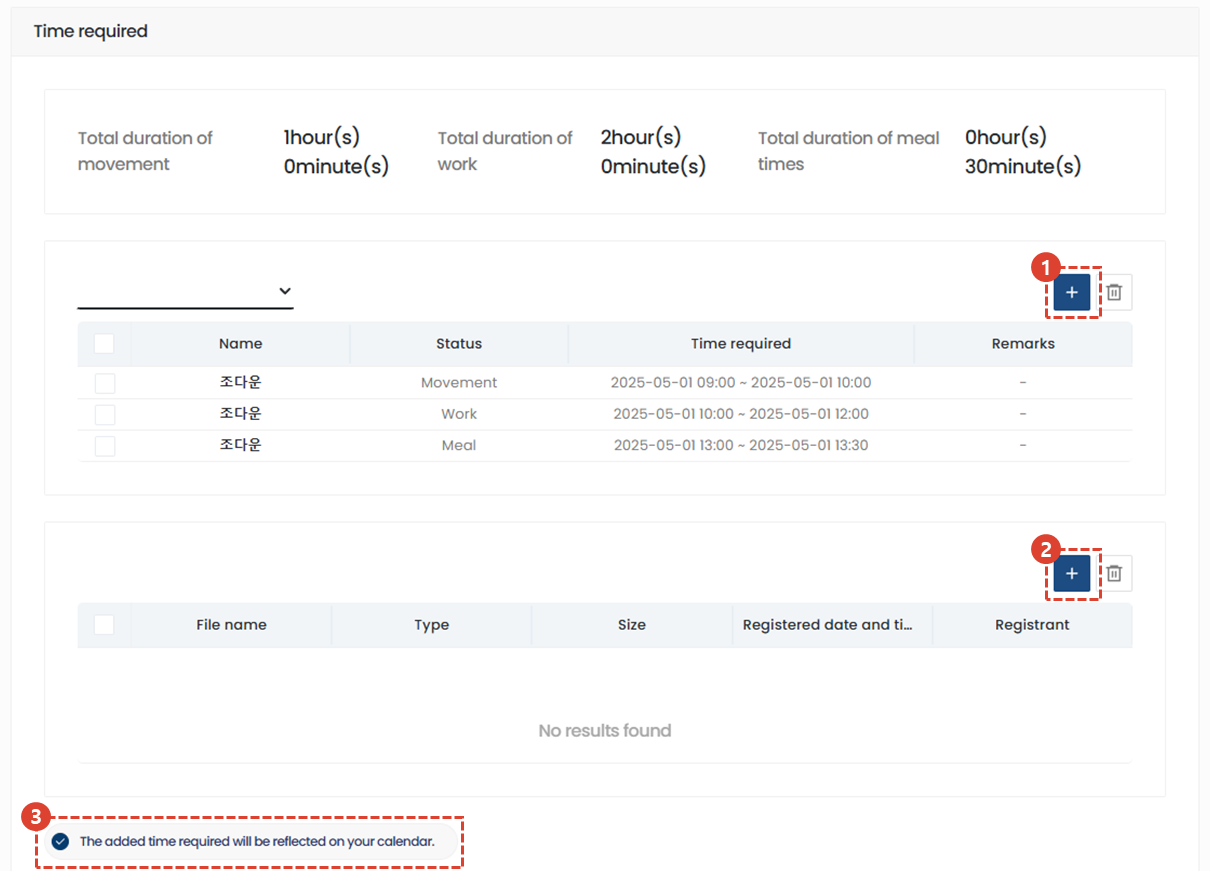 Time required
Total duration of movement
1hour(s)
0minute(s)
Total duration of work
2hour(s)
0minute(s)
Total duration of meal times
0hour(s)
30minute(s)
1
+
Name Status Time required Remarks
조다운 Movement 2025-05-01 09:00 ~ 2025-05-01 10:00 -
조다운 Work 2025-05-01 10:00 ~ 2025-05-01 12:00 -
조다운 Meal 2025-05-01 13:00 ~ 2025-05-01 13:30 -
2
+
File name Type Size Registered date and ti... Registrant
No results found
3
The added time required will be reflected on your calendar.